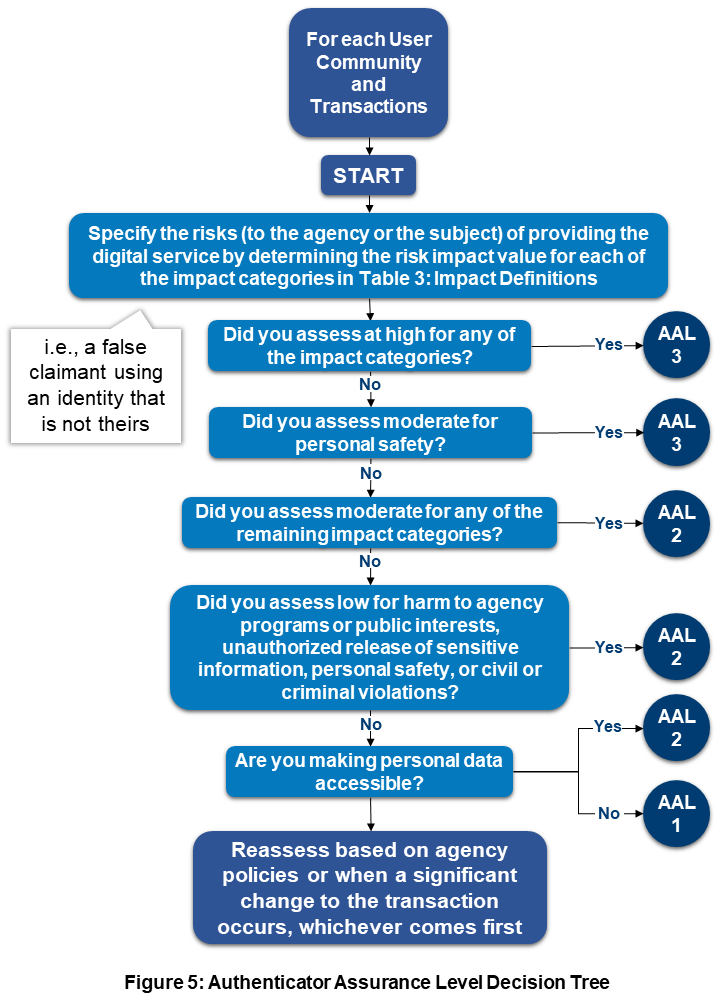 For each User
Community
and
Transactions
START
Specify the risks (to the agency or the subject) of providing the
digital service by determining the risk impact value for each of
the impact categories in Table 3: Impact Definitions
i.e., a false
claimant using
an identity that
is not theirs
Did you assess at high for any of
the impact categories?
Yes
AAL
3
No
Did you assess moderate for
personal safety?
Yes
AAL
3
No
Did you assess moderate for any of the
remaining impact categories?
Yes
AAL
2
No
Did you assess low for harm to agency
programs or public interests,
unauthorized release of sensitive
information, personal safety, or civil or
criminal violations?
Yes
AAL
2
No
Are you making personal data
accessible?
Yes
AAL
2
No
AAL
1
Reassess based on agency
policies or when a significant
change to the transaction
occurs, whichever comes first
Figure 5: Authenticator Assurance Level Decision Tree